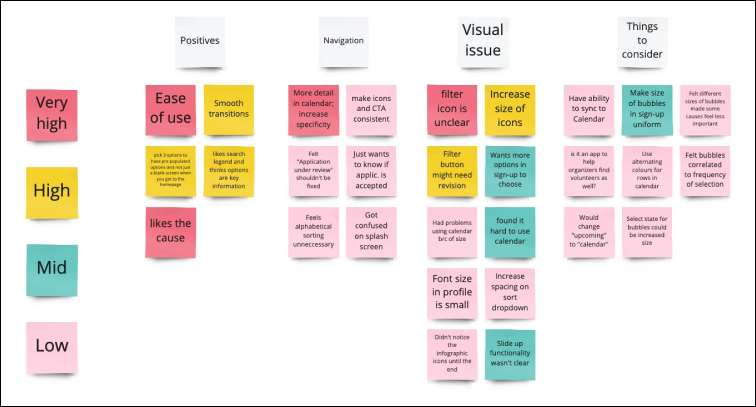 Positives
Navigation
Visual
issue
Things
to
consider
Very
high
High
Mid
Low
Ease
of use
Smooth
transitions
pick 3 options to
have pre populated
options and not just
a blank screen when
you get to the
homepage
likes search
legend and
thinks options
are key
information
likes the
cause
More detail
in calendar;
increase
specificity
make icons
and CTA
consistent
Felt
"Application
under review"
shouldn't be
fixed
Just wants
to know if
applic. is
accepted
Feels
alphabetical
sorting
unneccessary
Got
confused on
splash
screen
filter
icon is
unclear
Increase
size of
icons
Filter
button
might need
revision
Wants more
options in
sign-up to
choose
Had problems
using calendar
b/c of size
found it
hard to use
calendar
Font size
in profile
is small
Increase
spacing on
sort
dropdown
Didn't notice
the
infographic
icons until the
end
Slide up
functionality
wasn't clear
Have ability
to sync to
Calendar
Make size
of bubbles
in sign-up
uniform
Felt different
sizes of bubbles
made some
causes feel less
important
is it an app to
help
organizers find
volunteers as
well?
Use
alternating
colours for
rows in
calendar
Felt bubbles
correlated to
frequency
of selection
Would
change
"upcoming"
to "calendar"
Select state for
bubbles could
be increased
size